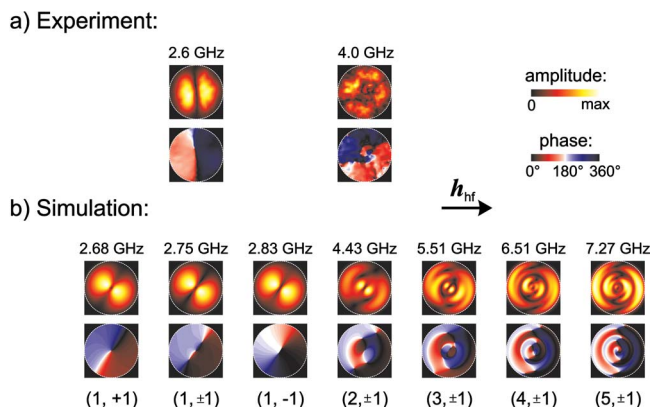 a) Experiment:
2.6 GHz 4.0 GHz
amplitude:
0 max
phase:
0° 180° 360°
h_hf
b) Simulation:
2.68 GHz 2.75 GHz 2.83 GHz 4.43 GHz 5.51 GHz 6.51 GHz 7.27 GHz
(1, +1) (1, ±1) (1, -1) (2,±1) (3,±1) (4,±1) (5,±1)